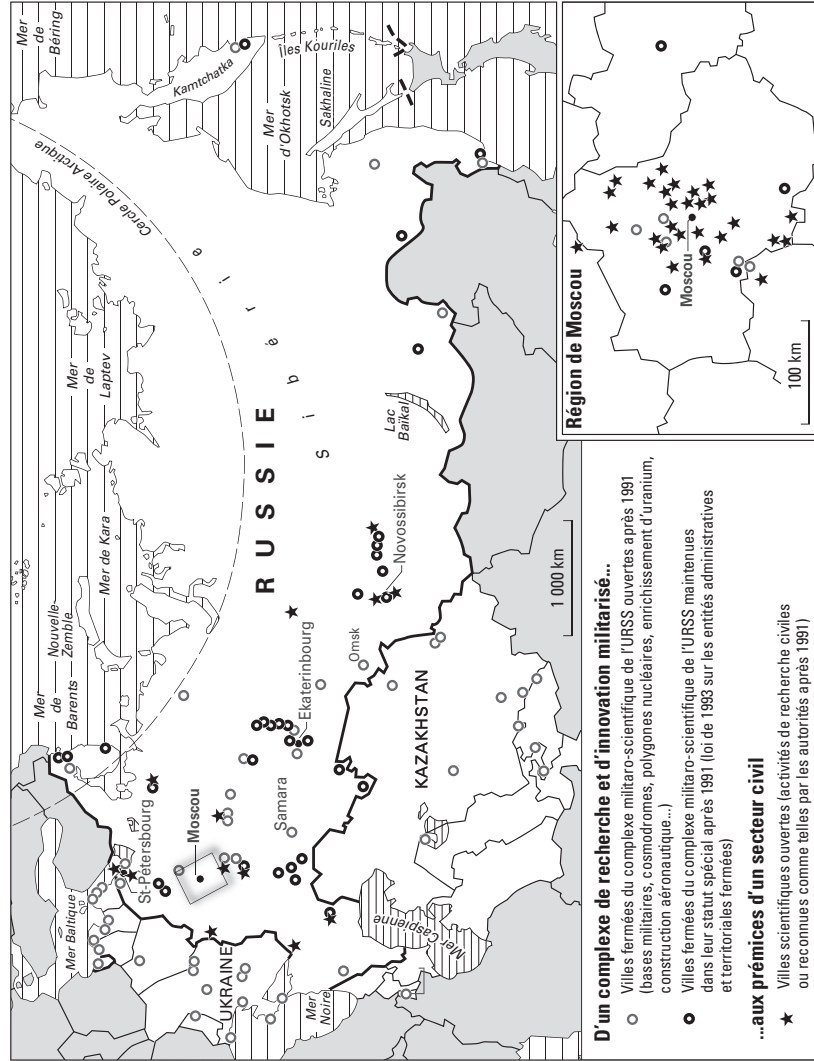 Mer
de
Béring
Cercle Polaire Arctique
Kamtchatka
Îles Kouriles
Mer
d'Okhotsk
Sakhaline
Mer
de
Laptev
Mer de Kara
Nouvelle-
Zemble
Mer
de
Barents
RUSSIE
Sibérie
Lac
Baïkal
Novossibirsk
Omsk
Ekaterinbourg
Samara
Moscou
St-Pétersbourg
Mer Baltique
UKRAINE
Mer
Noire
Mer Caspienne
KAZAKHSTAN
1 000 km
Région de Moscou
Moscou
100 km
D'un complexe de recherche et d'innovation militarisé...
Villes fermées du complexe militaro-scientifique de l'URSS ouvertes après 1991
(bases militaires, cosmodromes, polygones nucléaires, enrichissement d'uranium,
construction aéronautique...)
Villes fermées du complexe militaro-scientifique de l'URSS maintenues
dans leur statut spécial après 1991 (loi de 1993 sur les entités administratives
et territoriales fermées)
...aux prémices d'un secteur civil
Villes scientifiques ouvertes (activités de recherche civiles
ou reconnues comme telles par les autorités après 1991)